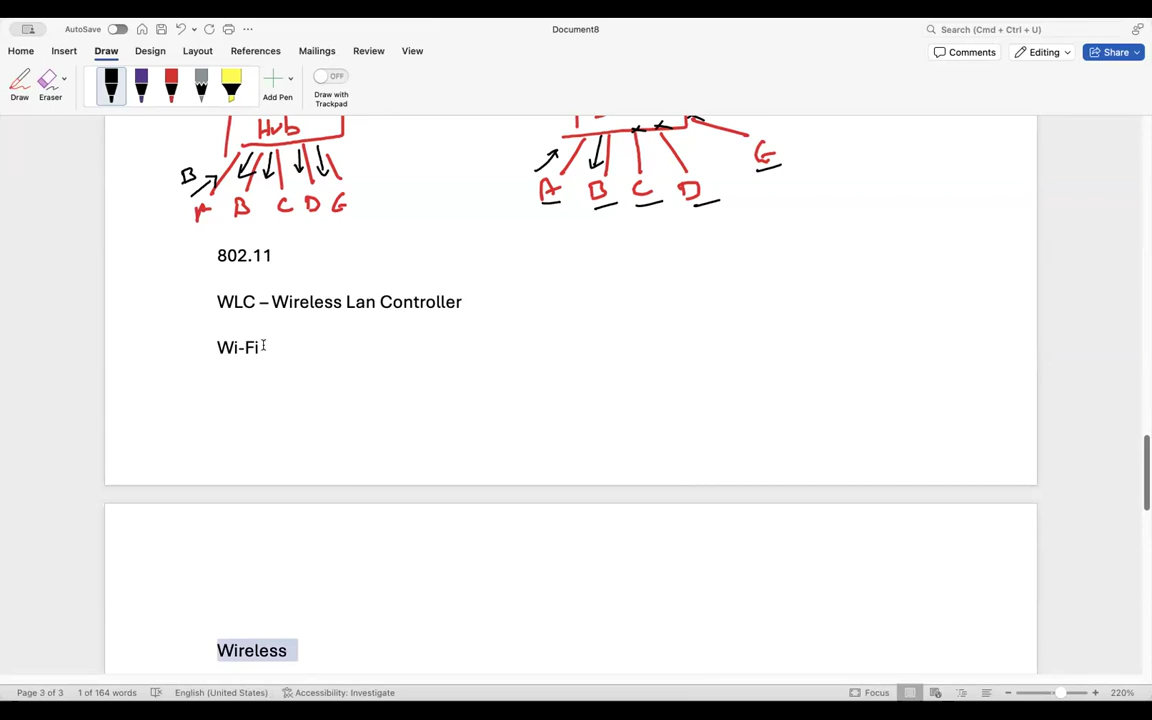 AutoSave
Document8
Search (Cmd + Ctrl + U)
Home Insert Draw Design Layout References Mailings Review View
Comments Editing Share
OFF
Draw Eraser Add Pen Draw with Trackpad
Hub
B
E
A B C D
A B C D E
802.11
WLC – Wireless Lan Controller
Wi-Fi
Wireless
Page 3 of 3 1 of 164 words English (United States) Accessibility: Investigate Focus 220%